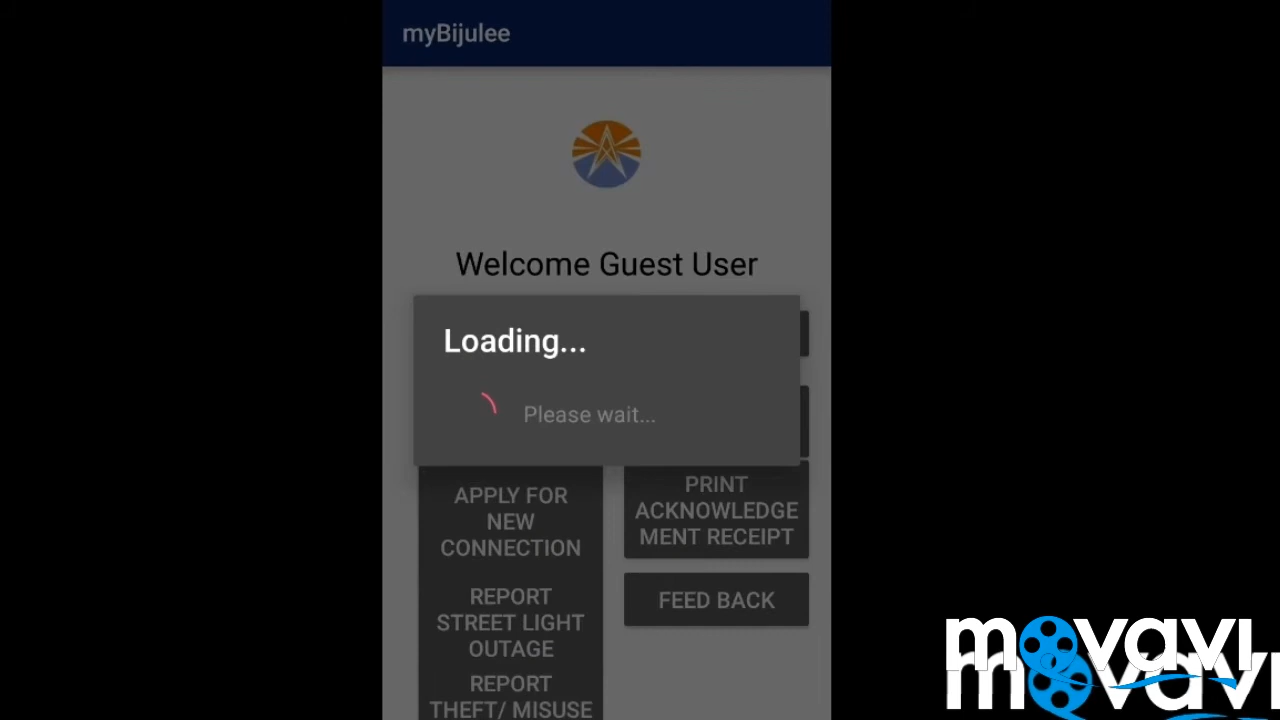 myBijulee
Welcome Guest User
Loading...
Please wait...
APPLY FOR
NEW
CONNECTION
REPORT
STREET LIGHT
OUTAGE
REPORT
THEFT/ MISUSE
PRINT
ACKNOWLEDGE
MENT RECEIPT
FEED BACK
movavi
movavi